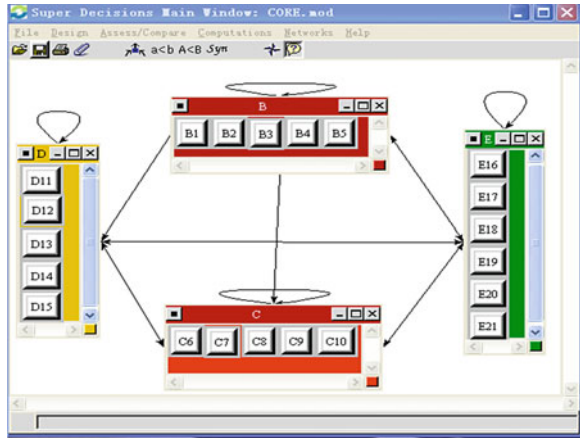 Super Decisions Main Window: CORE.mod
File Design Assess/Compare Computations Networks Help
a<b A<B Syn
B
B1 B2 B3 B4 B5
D
D11
D12
D13
D14
D15
E
E16
E17
E18
E19
E20
E21
C
C6 C7 C8 C9 C10